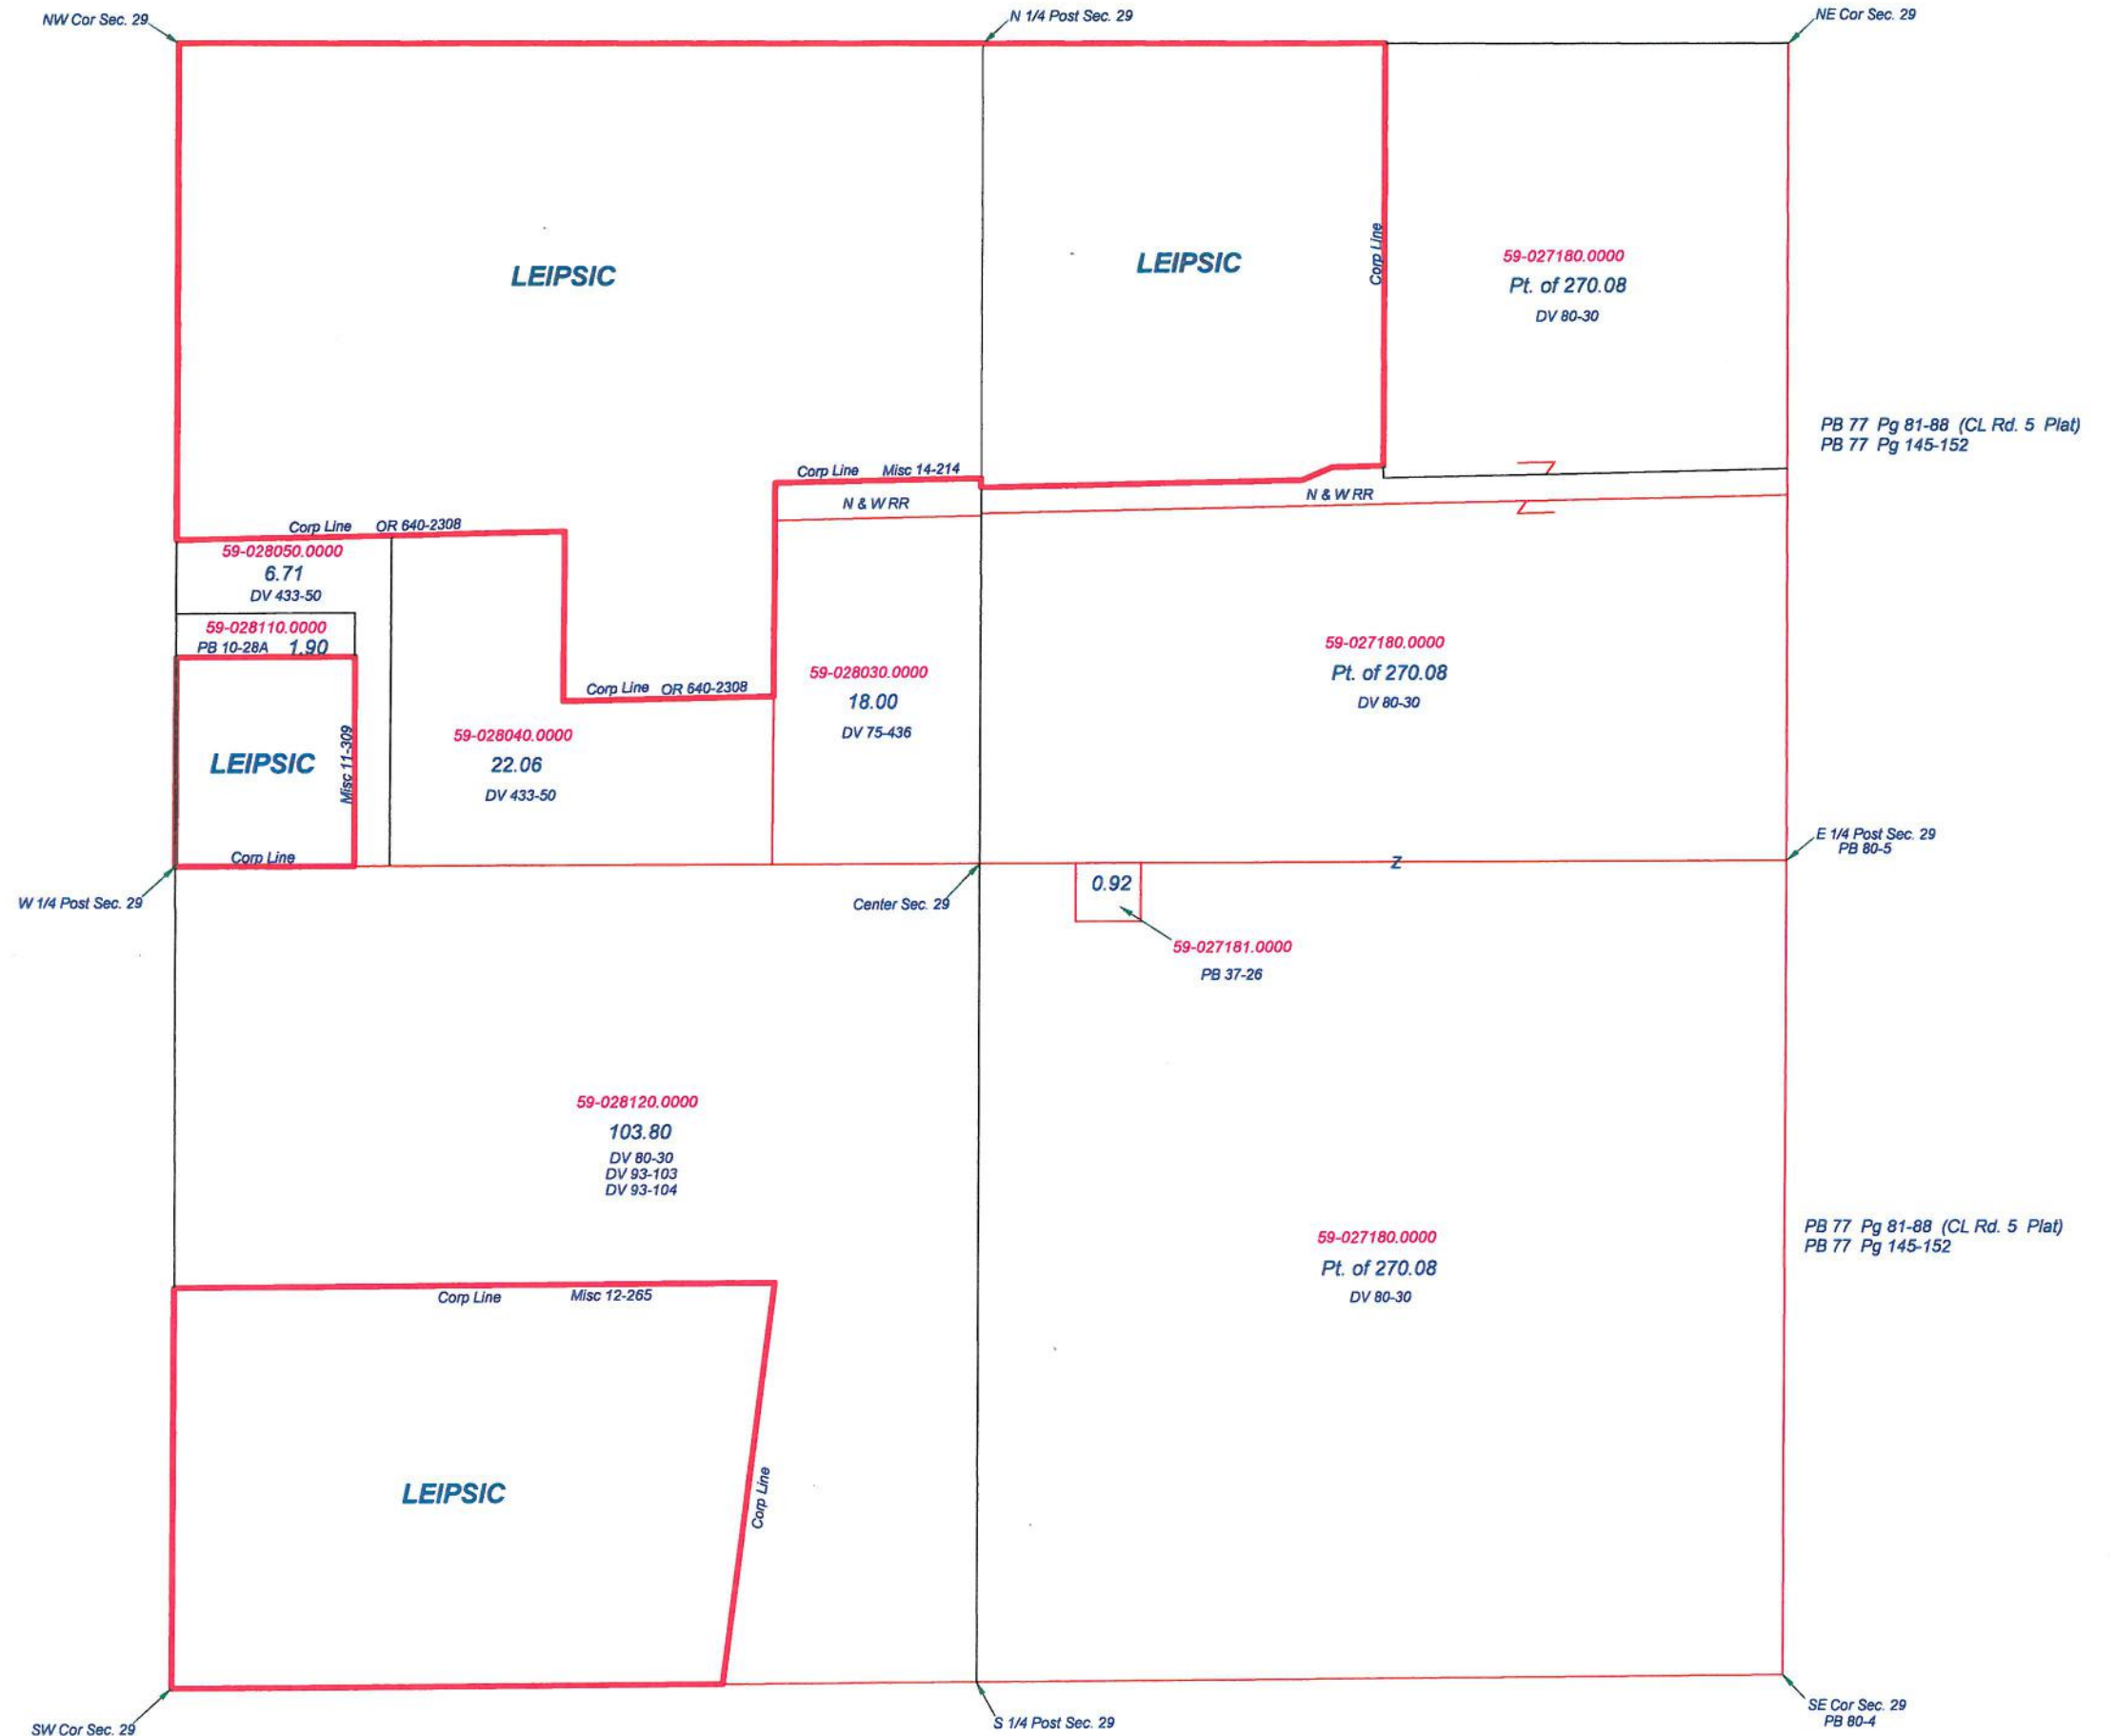 NW Cor Sec. 29
N 1/4 Post Sec. 29
NE Cor Sec. 29
LEIPSIC
LEIPSIC
Corp Line
59-027180.0000
Pt. of 270.08
DV 80-30
PB 77 Pg 81-88 (CL Rd. 5 Plat)
PB 77 Pg 145-152
Corp Line Misc 14-214
N & W RR
N & W RR
Z
Z
Corp Line OR 640-2308
59-028050.0000
6.71
DV 433-50
59-028110.0000
PB 10-28A 1.90
LEIPSIC
Misc 11-309
Corp Line
Corp Line OR 640-2308
59-028040.0000
22.06
DV 433-50
59-028030.0000
18.00
DV 75-436
59-027180.0000
Pt. of 270.08
DV 80-30
E 1/4 Post Sec. 29
PB 80-5
Z
W 1/4 Post Sec. 29
Center Sec. 29
0.92
59-027181.0000
PB 37-26
59-028120.0000
103.80
DV 80-30
DV 93-103
DV 93-104
59-027180.0000
Pt. of 270.08
DV 80-30
PB 77 Pg 81-88 (CL Rd. 5 Plat)
PB 77 Pg 145-152
Corp Line Misc 12-265
LEIPSIC
Corp Line
SW Cor Sec. 29
S 1/4 Post Sec. 29
SE Cor Sec. 29
PB 80-4